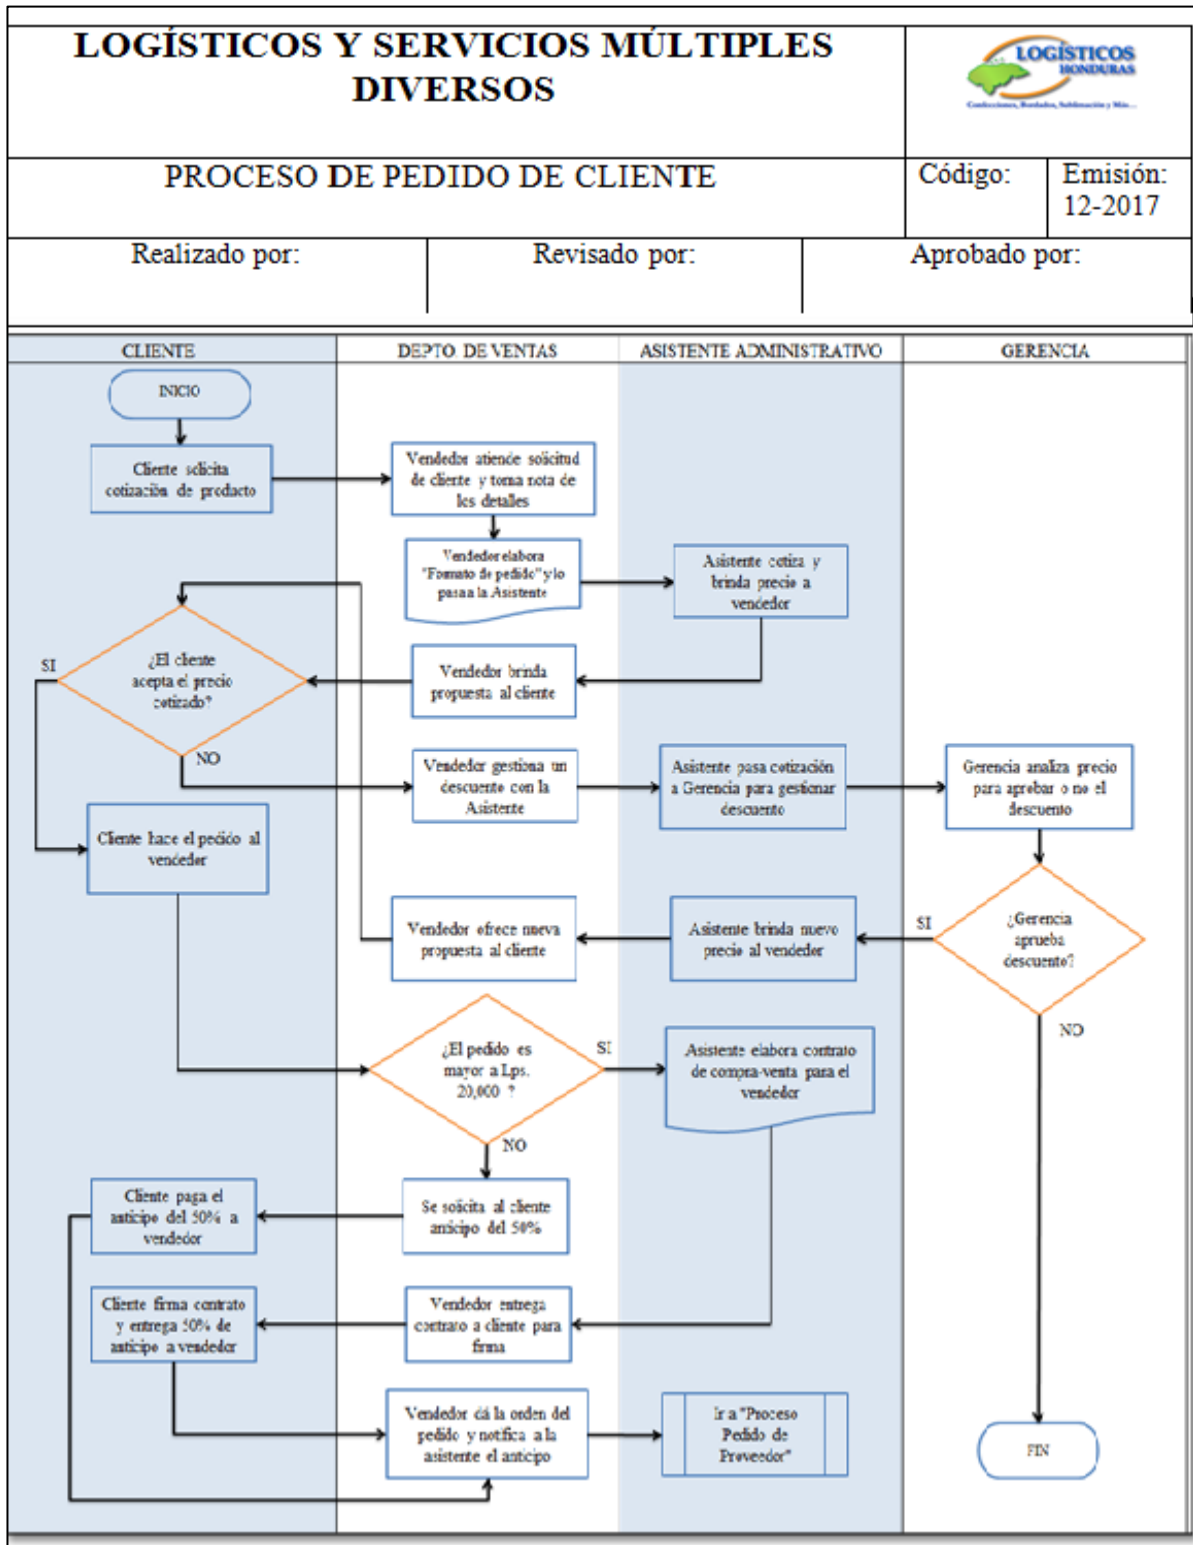 LOGÍSTICOS Y SERVICIOS MÚLTIPLES
DIVERSOS
LOGÍSTICOS
HONDURAS
Confecciones, Bordados, Sublimación y Más...
PROCESO DE PEDIDO DE CLIENTE
Código:
Emisión:
12-2017
Realizado por:
Revisado por:
Aprobado por:
CLIENTE
DEPTO. DE VENTAS
ASISTENTE ADMINISTRATIVO
GERENCIA
INICIO
Cliente solicita
cotización de producto
Vendedor atiende solicitud
de cliente y toma nota de
los detalles
Vendedor elabora
"Formato de pedido" y lo
pasa a la Asistente
Asistente cotiza y
brinda precio a
vendedor
SI
¿El cliente
acepta el precio
cotizado?
NO
Vendedor brinda
propuesta al cliente
Vendedor gestiona un
descuento con la
Asistente
Asistente pasa cotización
a Gerencia para gestionar
descuento
Gerencia analiza precio
para aprobar o no el
descuento
Cliente hace el pedido al
vendedor
Vendedor ofrece nueva
propuesta al cliente
Asistente brinda nuevo
precio al vendedor
SI
¿Gerencia
aprueba
descuento?
NO
¿El pedido es
mayor a Lps.
20,000 ?
SI
NO
Asistente elabora contrato
de compra-venta para el
vendedor
Cliente paga el
anticipo del 50% a
vendedor
Se solicita al cliente
anticipo del 50%
Cliente firma contrato
y entrega 50% de
anticipo a vendedor
Vendedor entrega
contrato a cliente para
firma
Vendedor dá la orden del
pedido y notifica a la
asistente el anticipo
Ir a "Proceso
Pedido de
Proveedor"
FIN